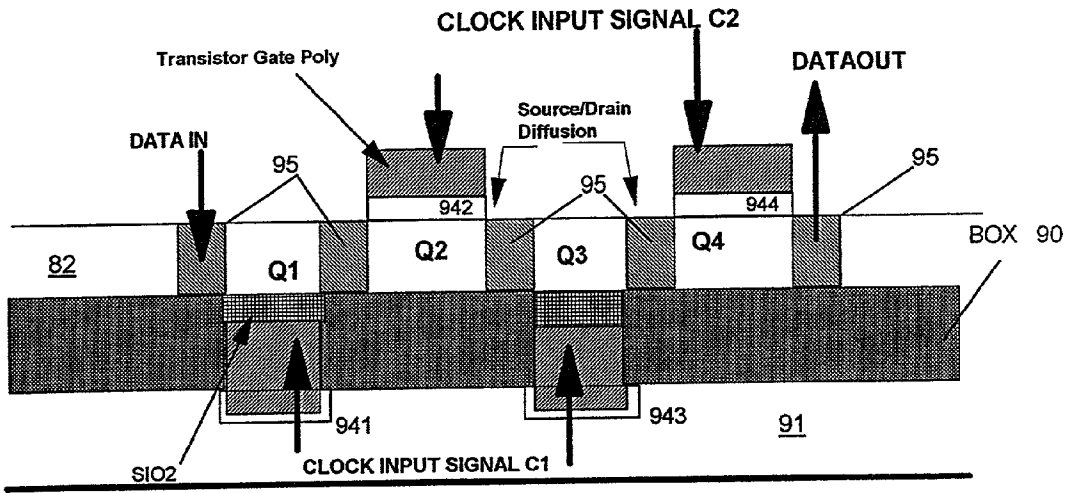 CLOCK INPUT SIGNAL C2
Transistor Gate Poly
DATAOUT
Source/Drain
Diffusion
DATA IN
95
95
95
942
944
82
Q1
Q2
Q3
Q4
BOX 90
941
943
91
SIO2
CLOCK INPUT SIGNAL C1